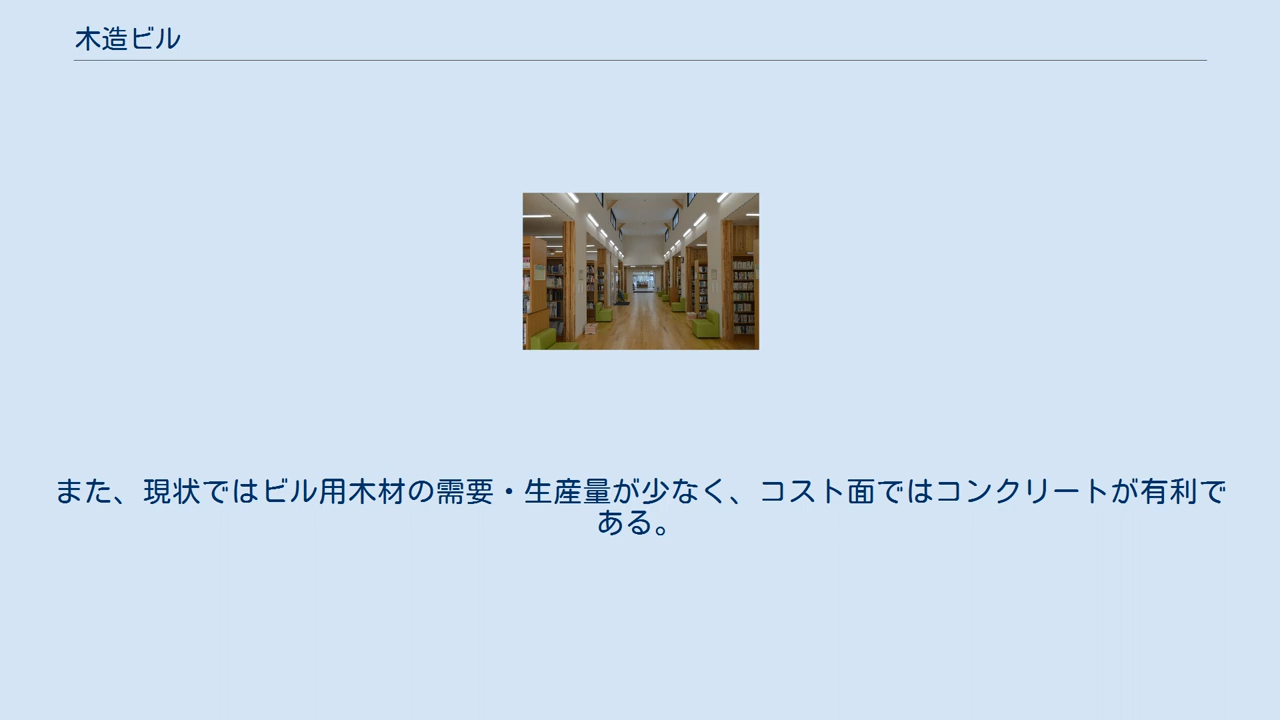 木造ビル
また、現状ではビル用木材の需要・生産量が少なく、コスト面ではコンクリートが有利で
ある。